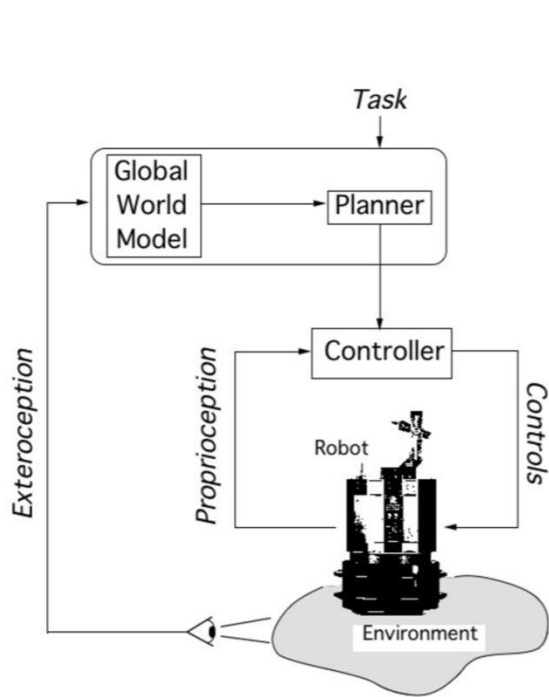 Task
Global
World
Model
Planner
Controller
Exteroception
Proprioception
Controls
Robot
Environment